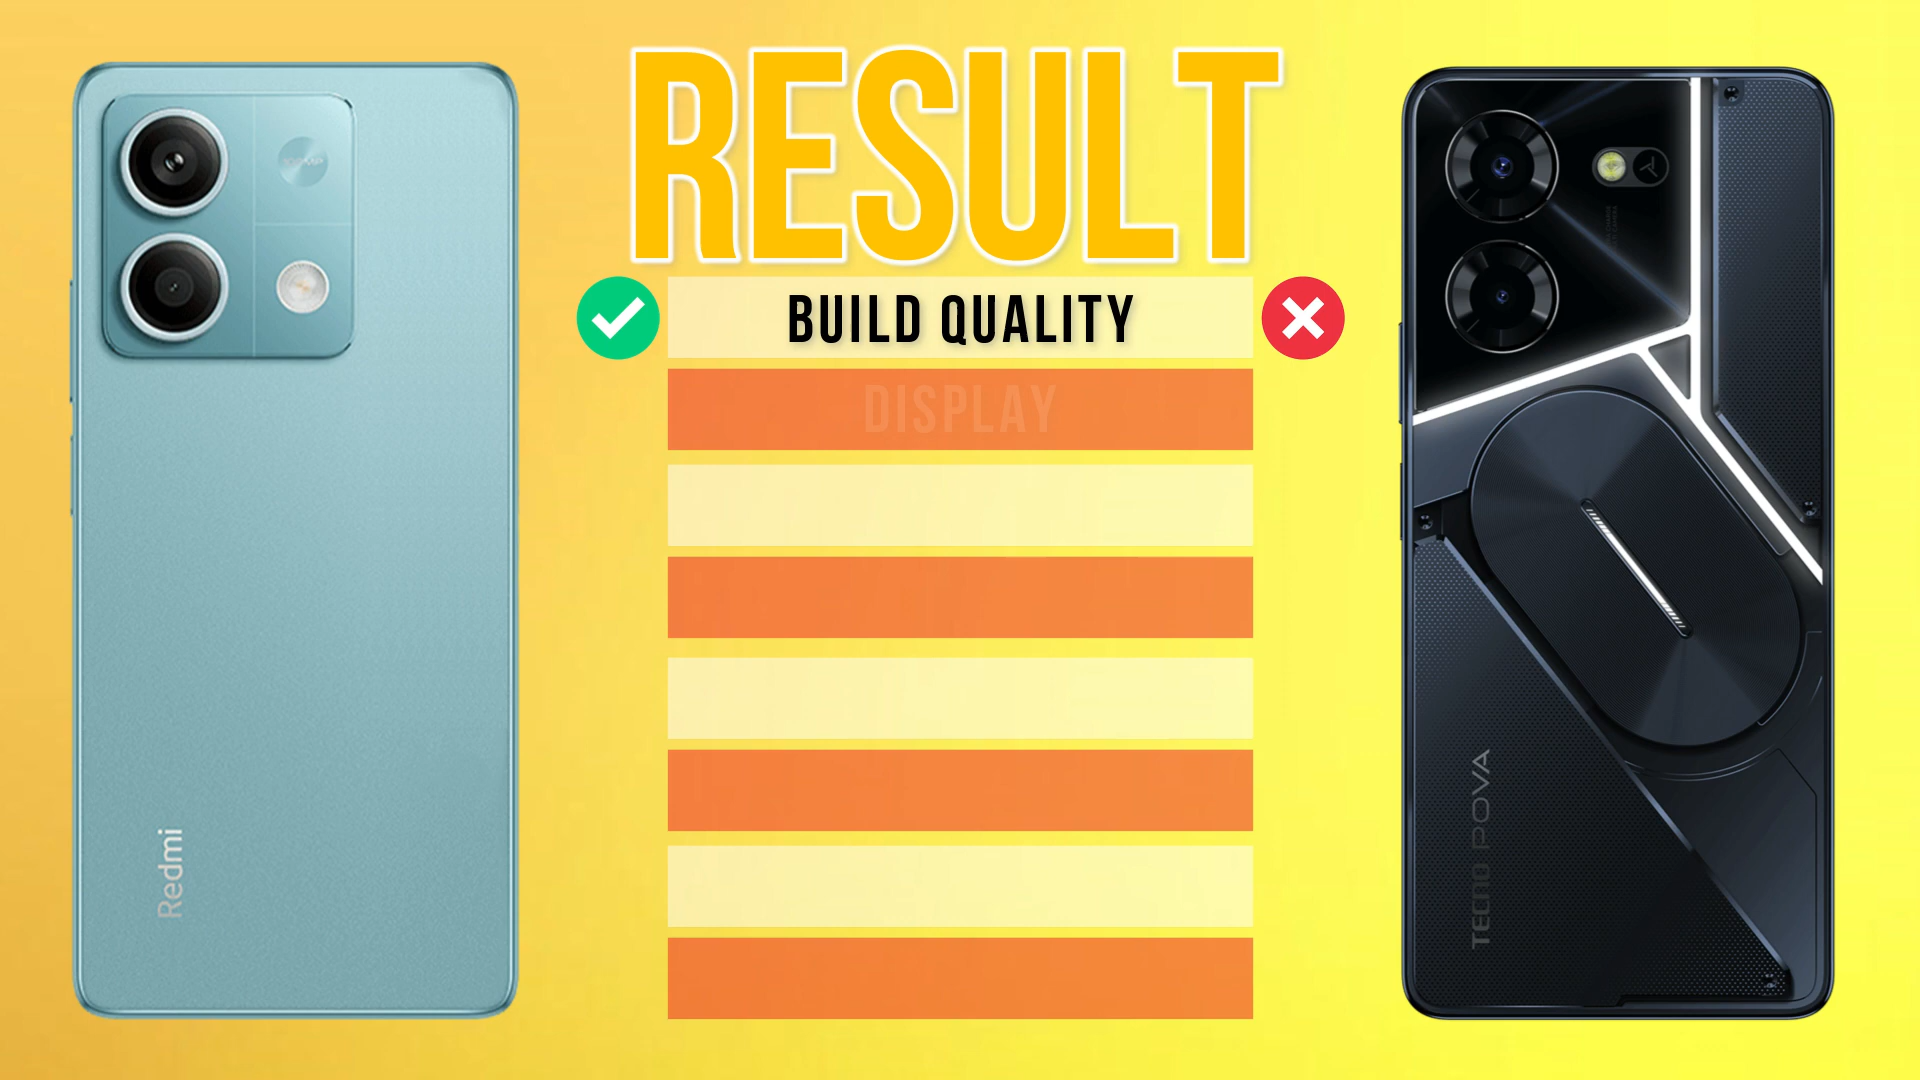 RESULT
BUILD QUALITY
DISPLAY
Redmi
TECNO POVA